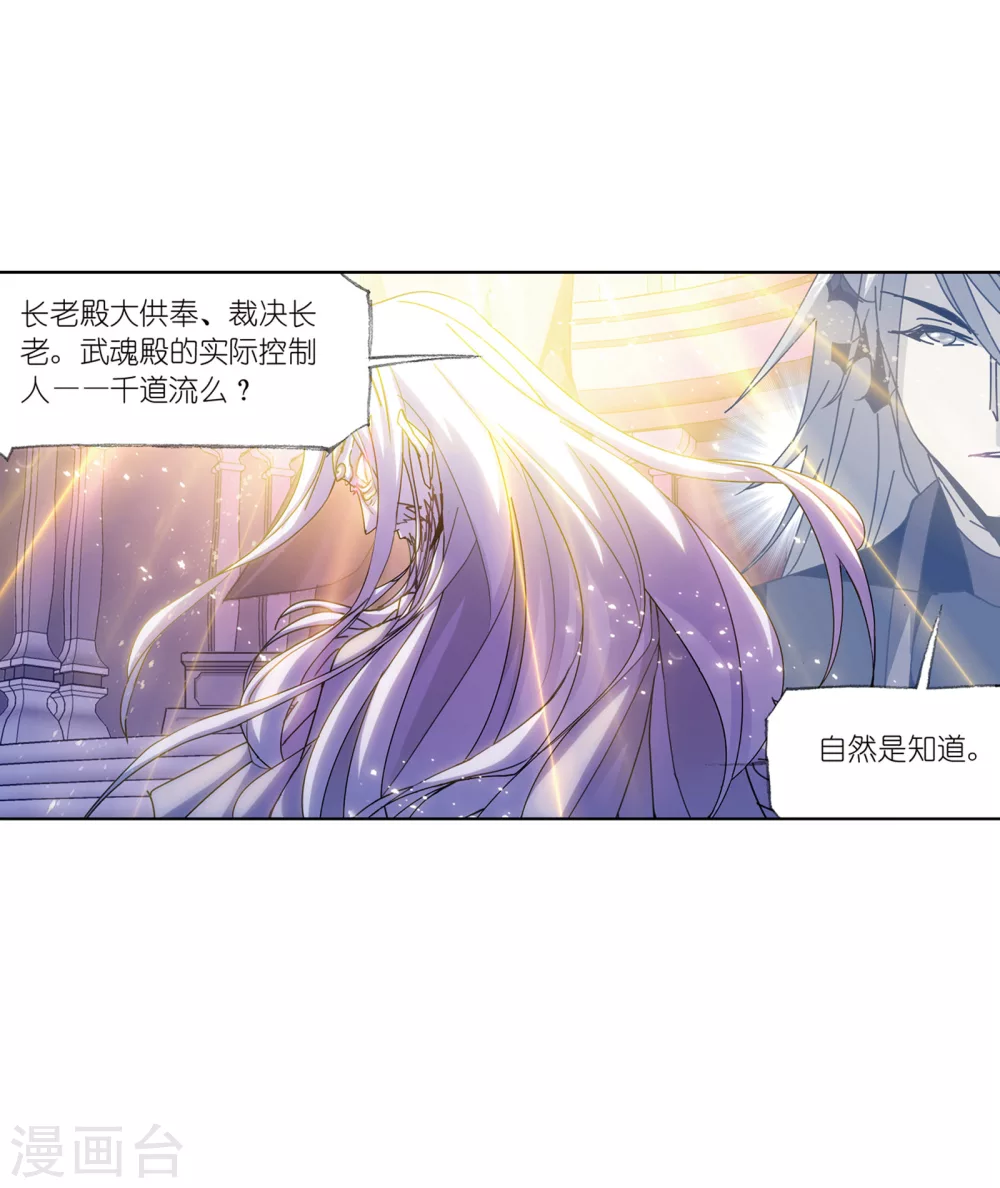 长老殿大供奉、裁决长
老。武魂殿的实际控制
人——千道流么？
自然是知道。
漫画台